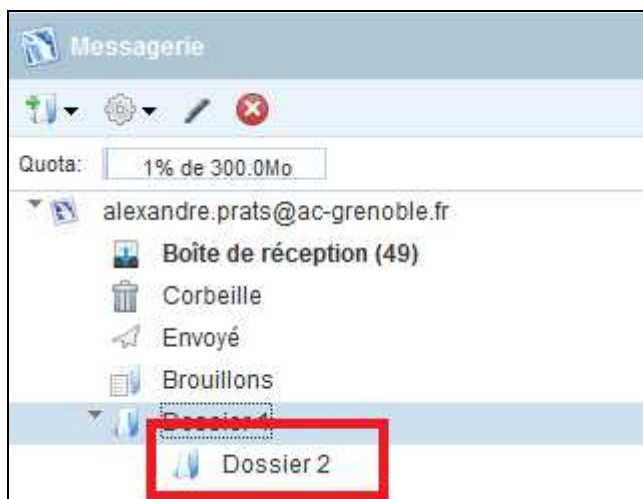 Messagerie
Quota: 1% de 300.0Mo
alexandre.prats@ac-grenoble.fr
Boîte de réception (49)
Corbeille
Envoyé
Brouillons
Dossier 1
Dossier 2